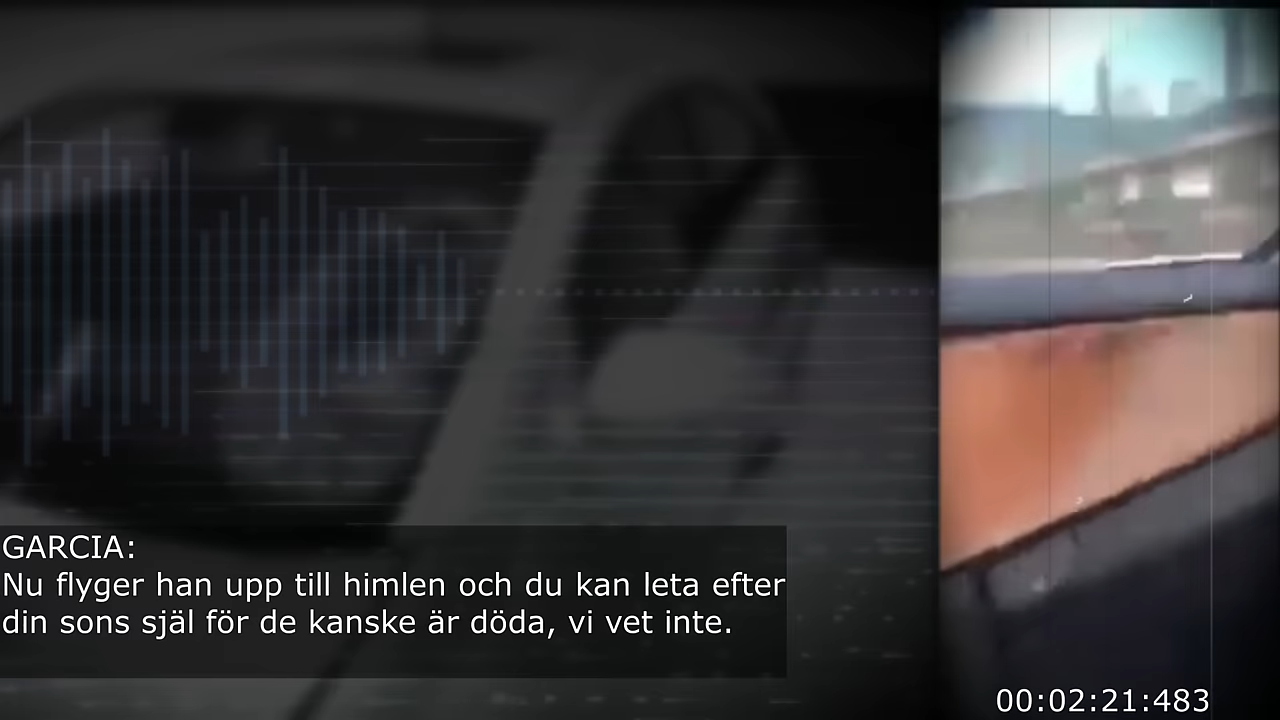 GARCIA:
Nu flyger han upp till himlen och du kan leta efter
din sons själ för de kanske är döda, vi vet inte.
00:02:21:483